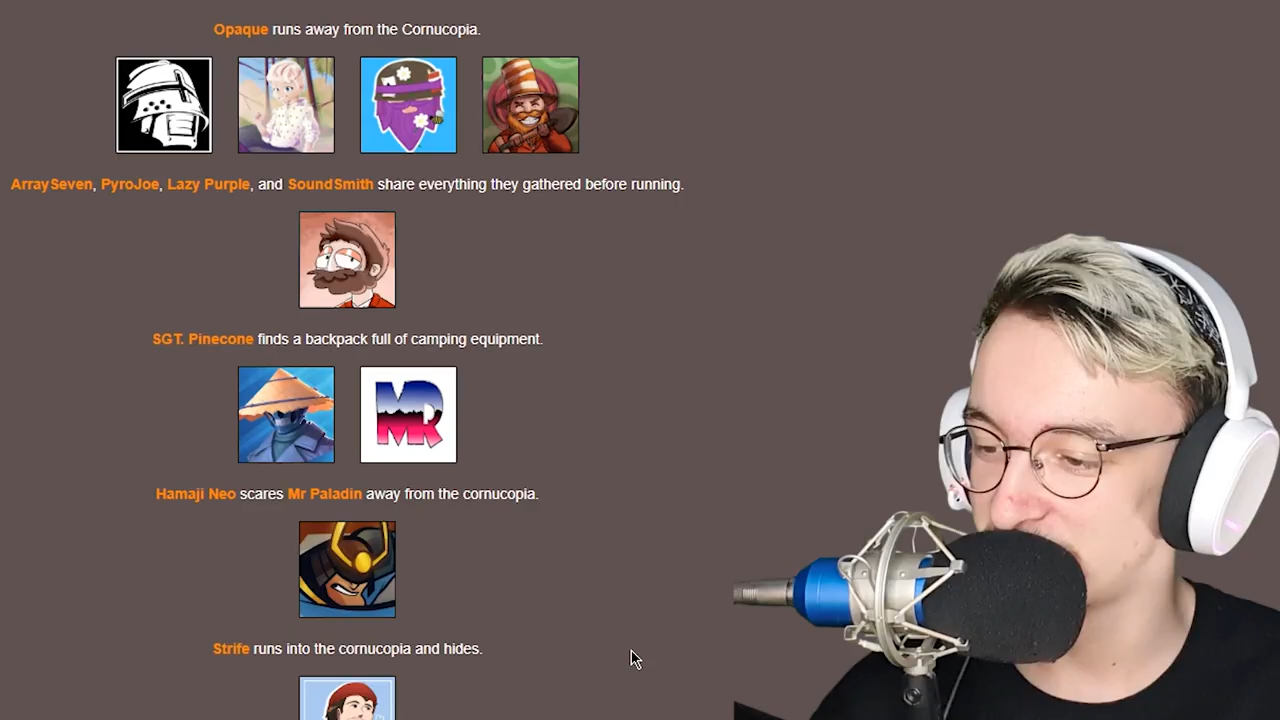 Opaque runs away from the Cornucopia.
ArraySeven, PyroJoe, Lazy Purple, and SoundSmith share everything they gathered before running.
SGT. Pinecone finds a backpack full of camping equipment.
MR
MR
Hamaji Neo scares Mr Paladin away from the cornucopia.
Strife runs into the cornucopia and hides.